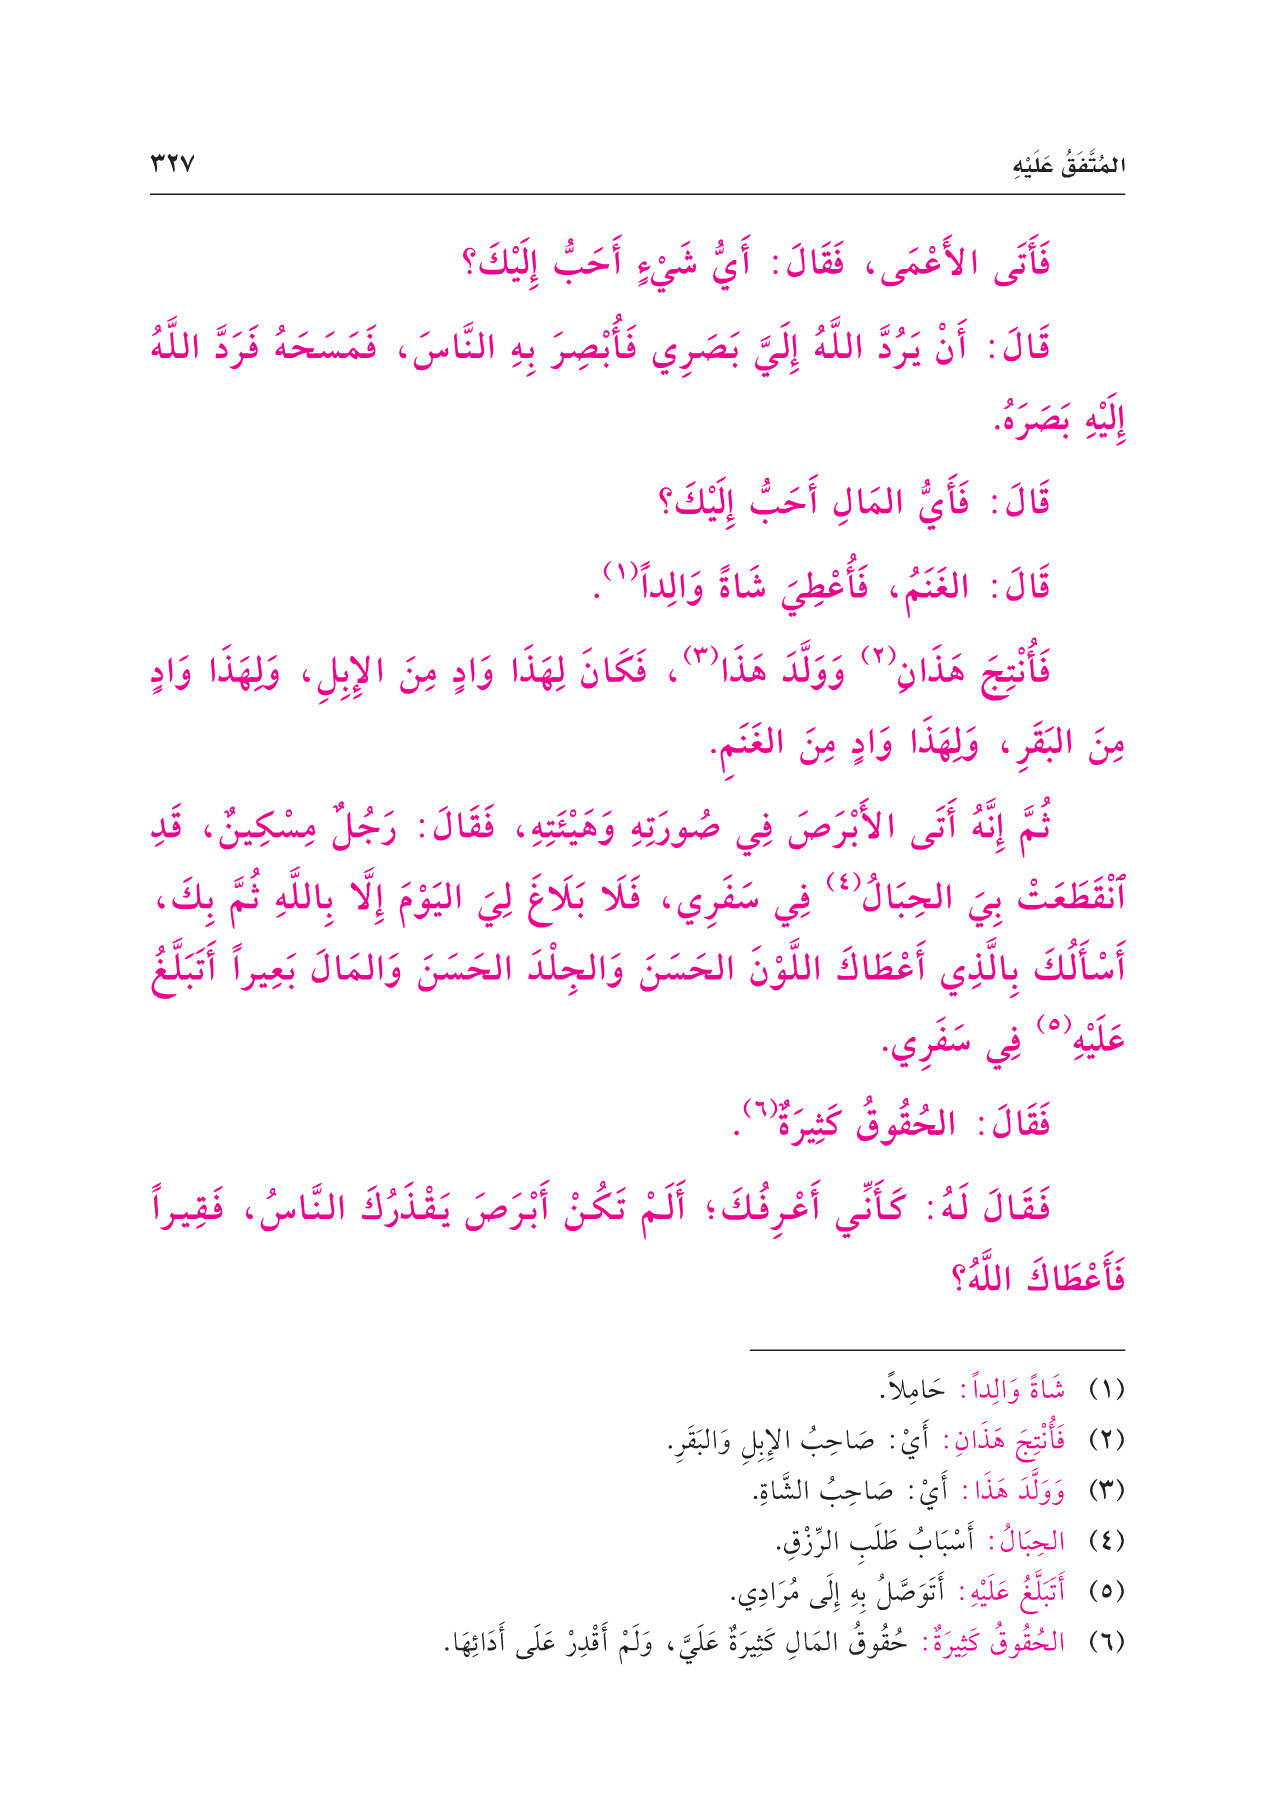 المُتَّفَقُ عَلَيْهِ ٣٢٧
فَأَتَى الأَعْمَى، فَقَالَ: أَيُّ شَيْءٍ أَحَبُّ إِلَيْكَ؟
قَالَ: أَنْ يَرُدَّ اللَّهُ إِلَيَّ بَصَرِي فَأُبْصِرَ بِهِ النَّاسَ، فَمَسَحَهُ فَرَدَّ اللَّهُ
إِلَيْهِ بَصَرَهُ.
قَالَ: فَأَيُّ المَالِ أَحَبُّ إِلَيْكَ؟
قَالَ: الغَنَمُ، فَأُعْطِيَ شَاةً وَالِداً(١).
فَأُنْتِجَ هَذَانِ(٢) وَوَلَّدَ هَذَا(٣)، فَكَانَ لِهَذَا وَادٍ مِنَ الإِبِلِ، وَلِهَذَا وَادٍ
مِنَ البَقَرِ، وَلِهَذَا وَادٍ مِنَ الغَنَمِ.
ثُمَّ إِنَّهُ أَتَى الأَبْرَصَ فِي صُورَتِهِ وَهَيْئَتِهِ، فَقَالَ: رَجُلٌ مِسْكِينٌ، قَدِ
ٱنْقَطَعَتْ بِيَ الحِبَالُ(٤) فِي سَفَرِي، فَلَا بَلَاغَ لِيَ اليَوْمَ إِلَّا بِاللَّهِ ثُمَّ بِكَ،
أَسْأَلُكَ بِالَّذِي أَعْطَاكَ اللَّوْنَ الحَسَنَ وَالجِلْدَ الحَسَنَ وَالمَالَ بَعِيراً أَتَبَلَّغُ
عَلَيْهِ(٥) فِي سَفَرِي.
فَقَالَ: الحُقُوقُ كَثِيرَةٌ(٦).
فَقَالَ لَهُ: كَأَنِّي أَعْرِفُكَ؛ أَلَمْ تَكُنْ أَبْرَصَ يَقْذَرُكَ النَّاسُ، فَقِيراً
فَأَعْطَاكَ اللَّهُ؟
(١) شَاةً وَالِداً: حَامِلاً.
(٢) فَأُنْتِجَ هَذَانِ: أَيْ: صَاحِبُ الإِبِلِ وَالبَقَرِ.
(٣) وَوَلَّدَ هَذَا: أَيْ: صَاحِبُ الشَّاةِ.
(٤) الحِبَالُ: أَسْبَابُ طَلَبِ الرِّزْقِ.
(٥) أَتَبَلَّغُ عَلَيْهِ: أَتَوَصَّلُ بِهِ إِلَى مُرَادِي.
(٦) الحُقُوقُ كَثِيرَةٌ: حُقُوقُ المَالِ كَثِيرَةٌ عَلَيَّ، وَلَمْ أَقْدِرْ عَلَى أَدَائِهَا.